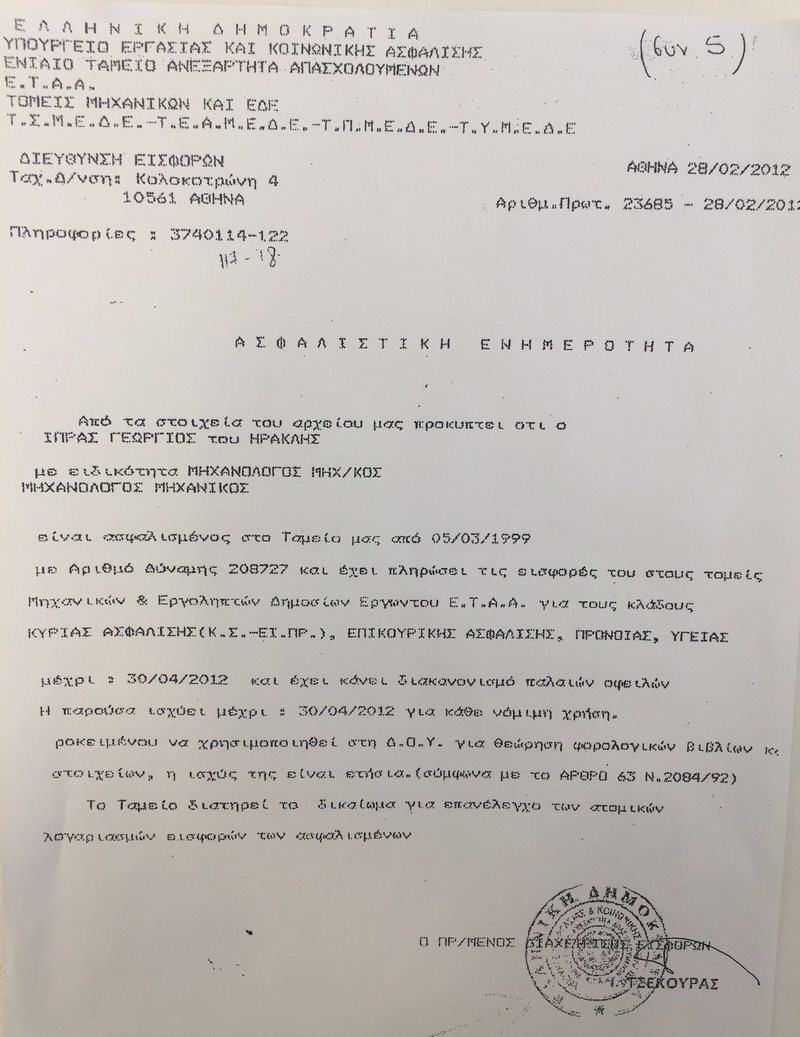 Ε Λ Λ Η Ν Ι Κ Η  Δ Η Μ Ο Κ Ρ Α Τ Ι Α
ΥΠΟΥΡΓΕΙΟ ΕΡΓΑΣΙΑΣ ΚΑΙ ΚΟΙΝΩΝΙΚΗΣ ΑΣΦΑΛΙΣΗΣ
ΕΝΙΑΙΟ ΤΑΜΕΙΟ ΑΝΕΞΑΡΤΗΤΑ ΑΠΑΣΧΟΛΟΥΜΕΝΩΝ
(συν 5)
Ε.Τ.Α.Α.
ΤΟΜΕΙΣ ΜΗΧΑΝΙΚΩΝ ΚΑΙ ΕΔΕ
Τ.Σ.Μ.Ε.Δ.Ε.-Τ.Ε.Α.Μ.Ε.Δ.Ε.-Τ.Π.Μ.Ε.Δ.Ε.-Τ.Υ.Μ.Ε.Δ.Ε
ΔΙΕΥΘΥΝΣΗ ΕΙΣΦΟΡΩΝ
ΑΘΗΝΑ 28/02/2012
Ταχ.Δ/νση: Κολοκοτρώνη 4
10561 ΑΘΗΝΑ
Αριθμ.Πρωτ. 23685 - 28/02/2012
Πληροφορίες : 3740114-122
Α Σ Φ Α Λ Ι Σ Τ Ι Κ Η  Ε Ν Η Μ Ε Ρ Ο Τ Η Τ Α
Από τα στοιχεία του αρχείου μας προκυπτει οτι ο
ΓΕΩΡΓΙΟΣ του ΗΡΑΚΛΗΣ
με ειδικότητα ΜΗΧΑΝΟΛΟΓΟΣ ΜΗΧ/ΚΟΣ
ΜΗΧΑΝΟΛΟΓΟΣ ΜΗΧΑΝΙΚΟΣ
είναι ασφαλισμένος στο Ταμείο μας από 05/03/1999
με Αριθμό Δύναμης 208727 και έχει πληρώσει τις εισφορές του στους τομείς
Μηχανικών & Εργοληπτών Δημοσίων Εργωντου Ε.Τ.Α.Α. για τους κλάδους
ΚΥΡΙΑΣ ΑΣΦΑΛΙΣΗΣ(Κ.Σ.-ΕΙ.ΠΡ.), ΕΠΙΚΟΥΡΙΚΗΣ ΑΣΦΑΛΙΣΗΣ, ΠΡΟΝΟΙΑΣ, ΥΓΕΙΑΣ
μέχρι : 30/04/2012 και έχει κάνει διακανονισμό παλαιών οφειλών
Η παρούσα ισχύει μέχρι : 30/04/2012 για κάθε νόμιμη χρήση.
ροκειμένου να χρησιμοποιηθεί στη Δ.Ο.Υ. για θεώρηση φορολογικών βιβλίων κ
στοιχείων, η ισχύς της είναι ετήσια.(σύμφωνα με το ΑΡΘΡΟ 63 Ν.2084/92)
Το Ταμείο διατηρεί το δικαίωμα για επανέλεγχο των ατομικών
λογαριασμών εισφορών των ασφαλισμένων
Ο ΠΡ/ΜΕΝΟΣ ΔΙΑΧΕΙΡΙΣΗΣ ΕΙΣΦΟΡΩΝ
ΤΣΕΚΟΥΡΑΣ